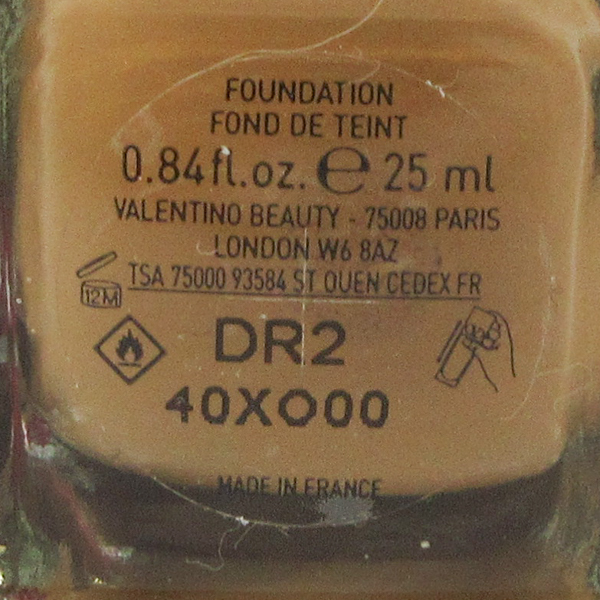 FOUNDATION
FOND DE TEINT
0.84fl.oz. ℮ 25 ml
VALENTINO BEAUTY - 75008 PARIS
LONDON W6 8AZ
TSA 75000 93584 ST OUEN CEDEX FR
12M
DR2
40XO00
MADE IN FRANCE